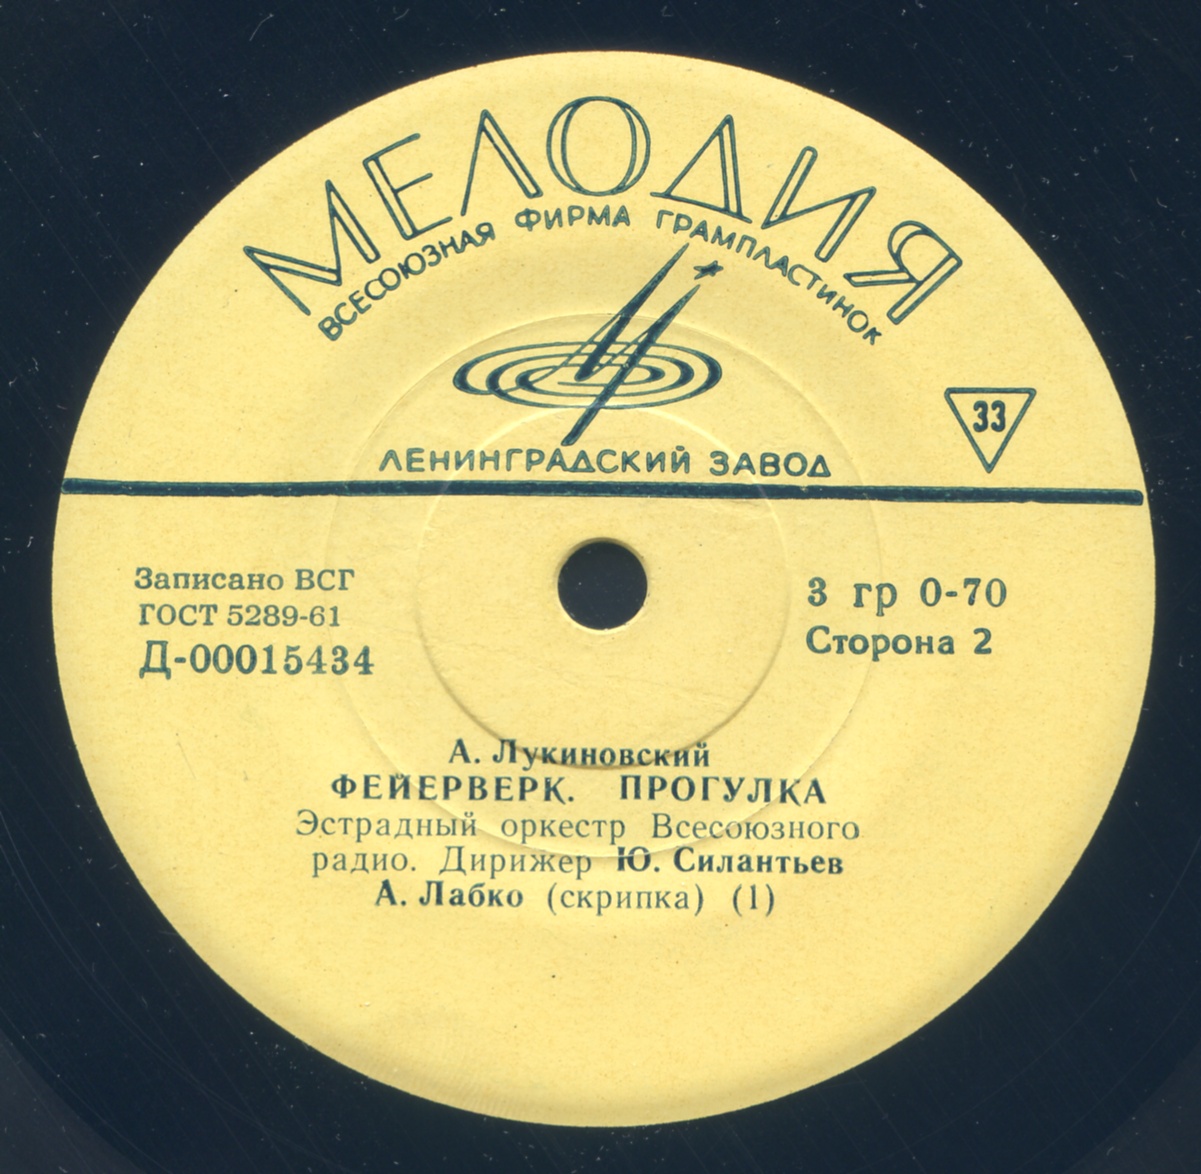 МЕЛОДИЯ
ВСЕСОЮЗНАЯ ФИРМА ГРАМПЛАСТИНОК
33
ЛЕНИНГРАДСКИЙ ЗАВОД
Записано ВСГ
ГОСТ 5289-61
Д-00015434
3 гр 0-70
Сторона 2
А. Лукиновский
ФЕЙЕРВЕРК. ПРОГУЛКА
Эстрадный оркестр Всесоюзного
радио. Дирижер Ю. Силантьев
А. Лабко (скрипка) (1)